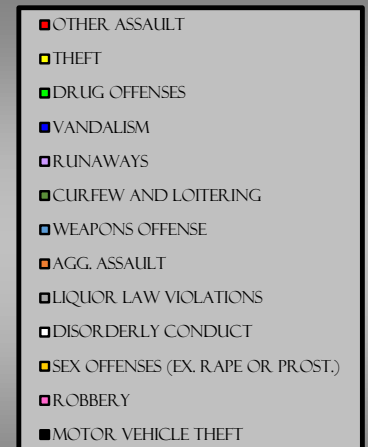 OTHER ASSAULT
THEFT
DRUG OFFENSES
VANDALISM
RUNAWAYS
CURFEW AND LOITERING
WEAPONS OFFENSE
AGG. ASSAULT
LIQUOR LAW VIOLATIONS
DISORDERLY CONDUCT
SEX OFFENSES (EX. RAPE OR PROST.)
ROBBERY
MOTOR VEHICLE THEFT